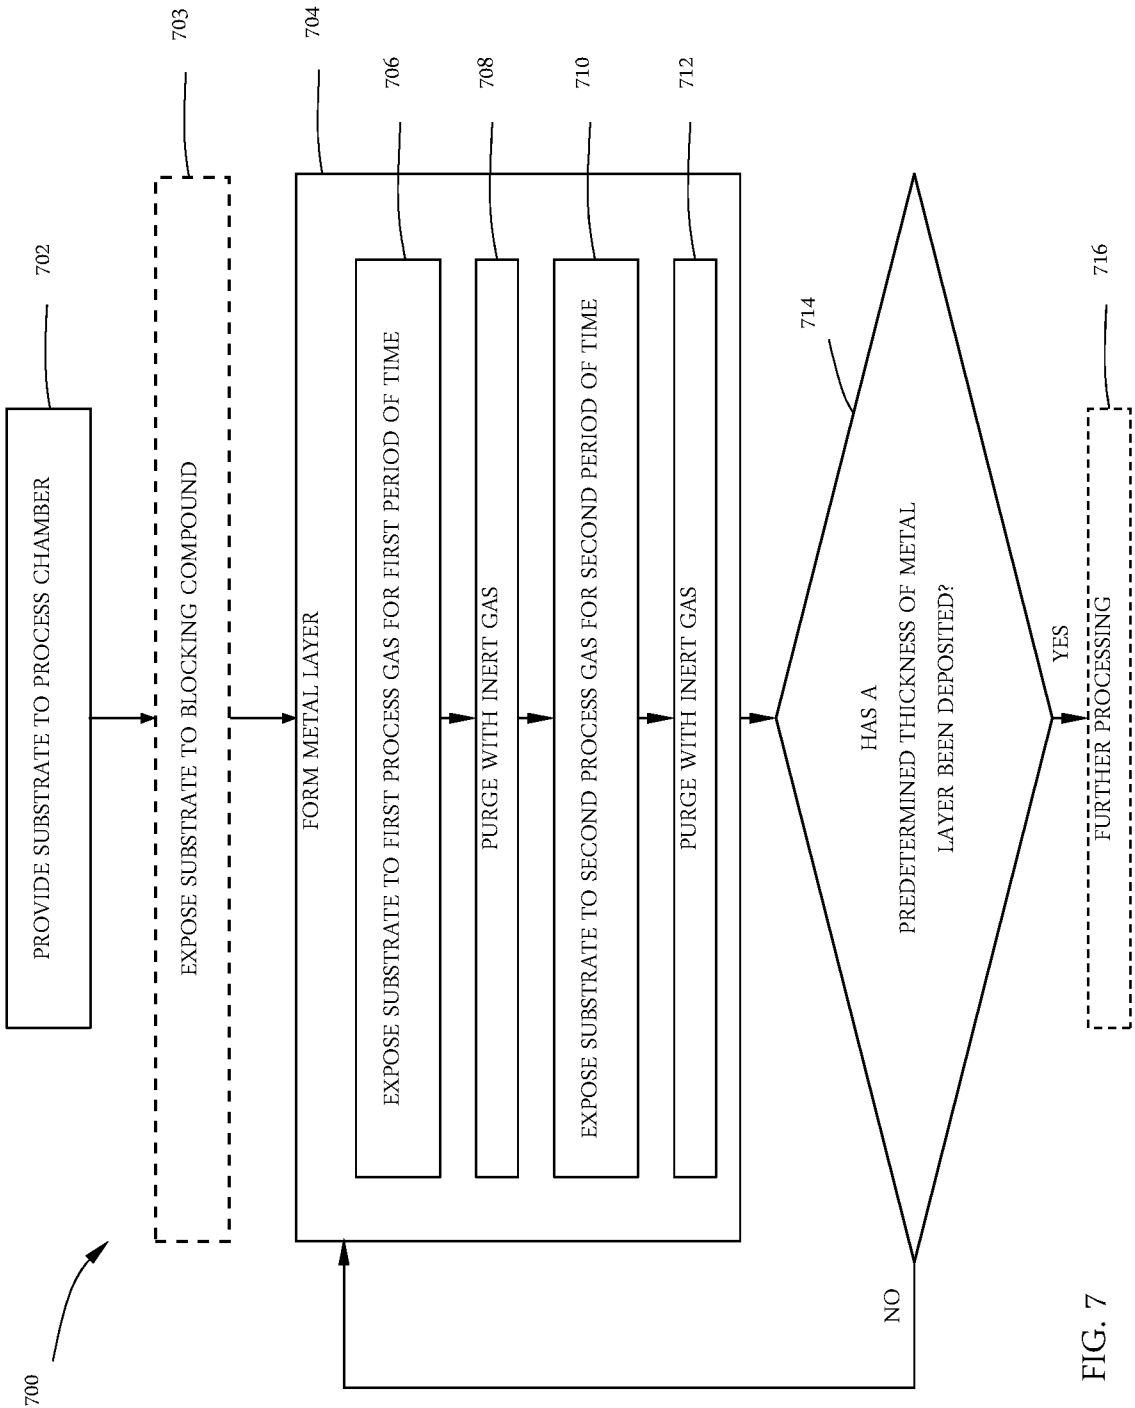 700
702
PROVIDE SUBSTRATE TO PROCESS CHAMBER
703
EXPOSE SUBSTRATE TO BLOCKING COMPOUND
704
FORM METAL LAYER
706
EXPOSE SUBSTRATE TO FIRST PROCESS GAS FOR FIRST PERIOD OF TIME
708
PURGE WITH INERT GAS
710
EXPOSE SUBSTRATE TO SECOND PROCESS GAS FOR SECOND PERIOD OF TIME
712
PURGE WITH INERT GAS
714
HAS A
PREDETERMINED THICKNESS OF METAL
LAYER BEEN DEPOSITED?
NO
YES
716
FURTHER PROCESSING
FIG. 7